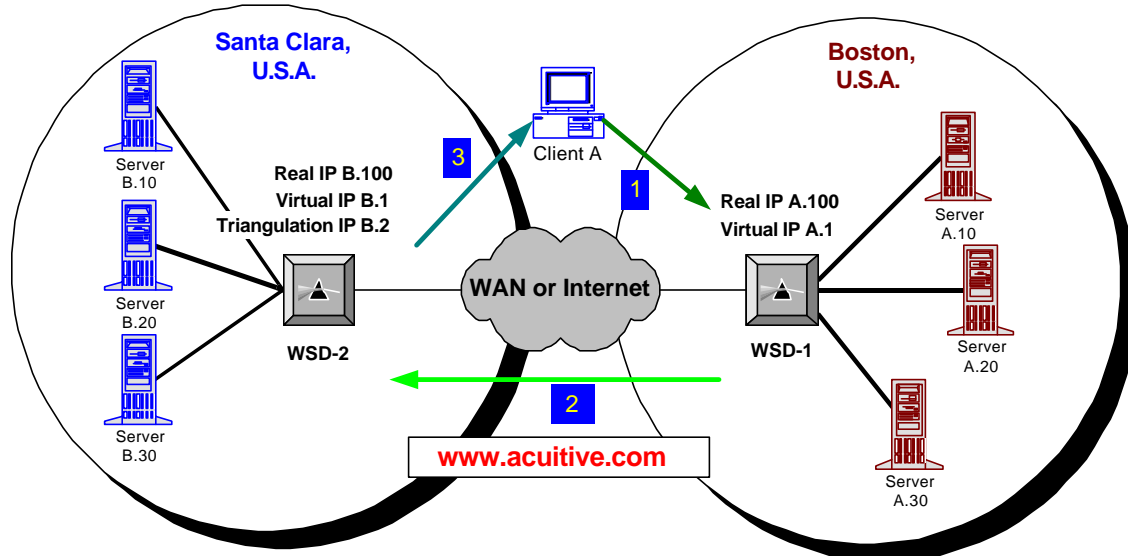 Santa Clara,
U.S.A.
Boston,
U.S.A.
Server
B.10
Client A
3
1
Real IP B.100
Virtual IP B.1
Triangulation IP B.2
Real IP A.100
Virtual IP A.1
Server
A.10
Server
B.20
WAN or Internet
WSD-2
WSD-1
Server
A.20
2
Server
B.30
www.acuitive.com
Server
A.30